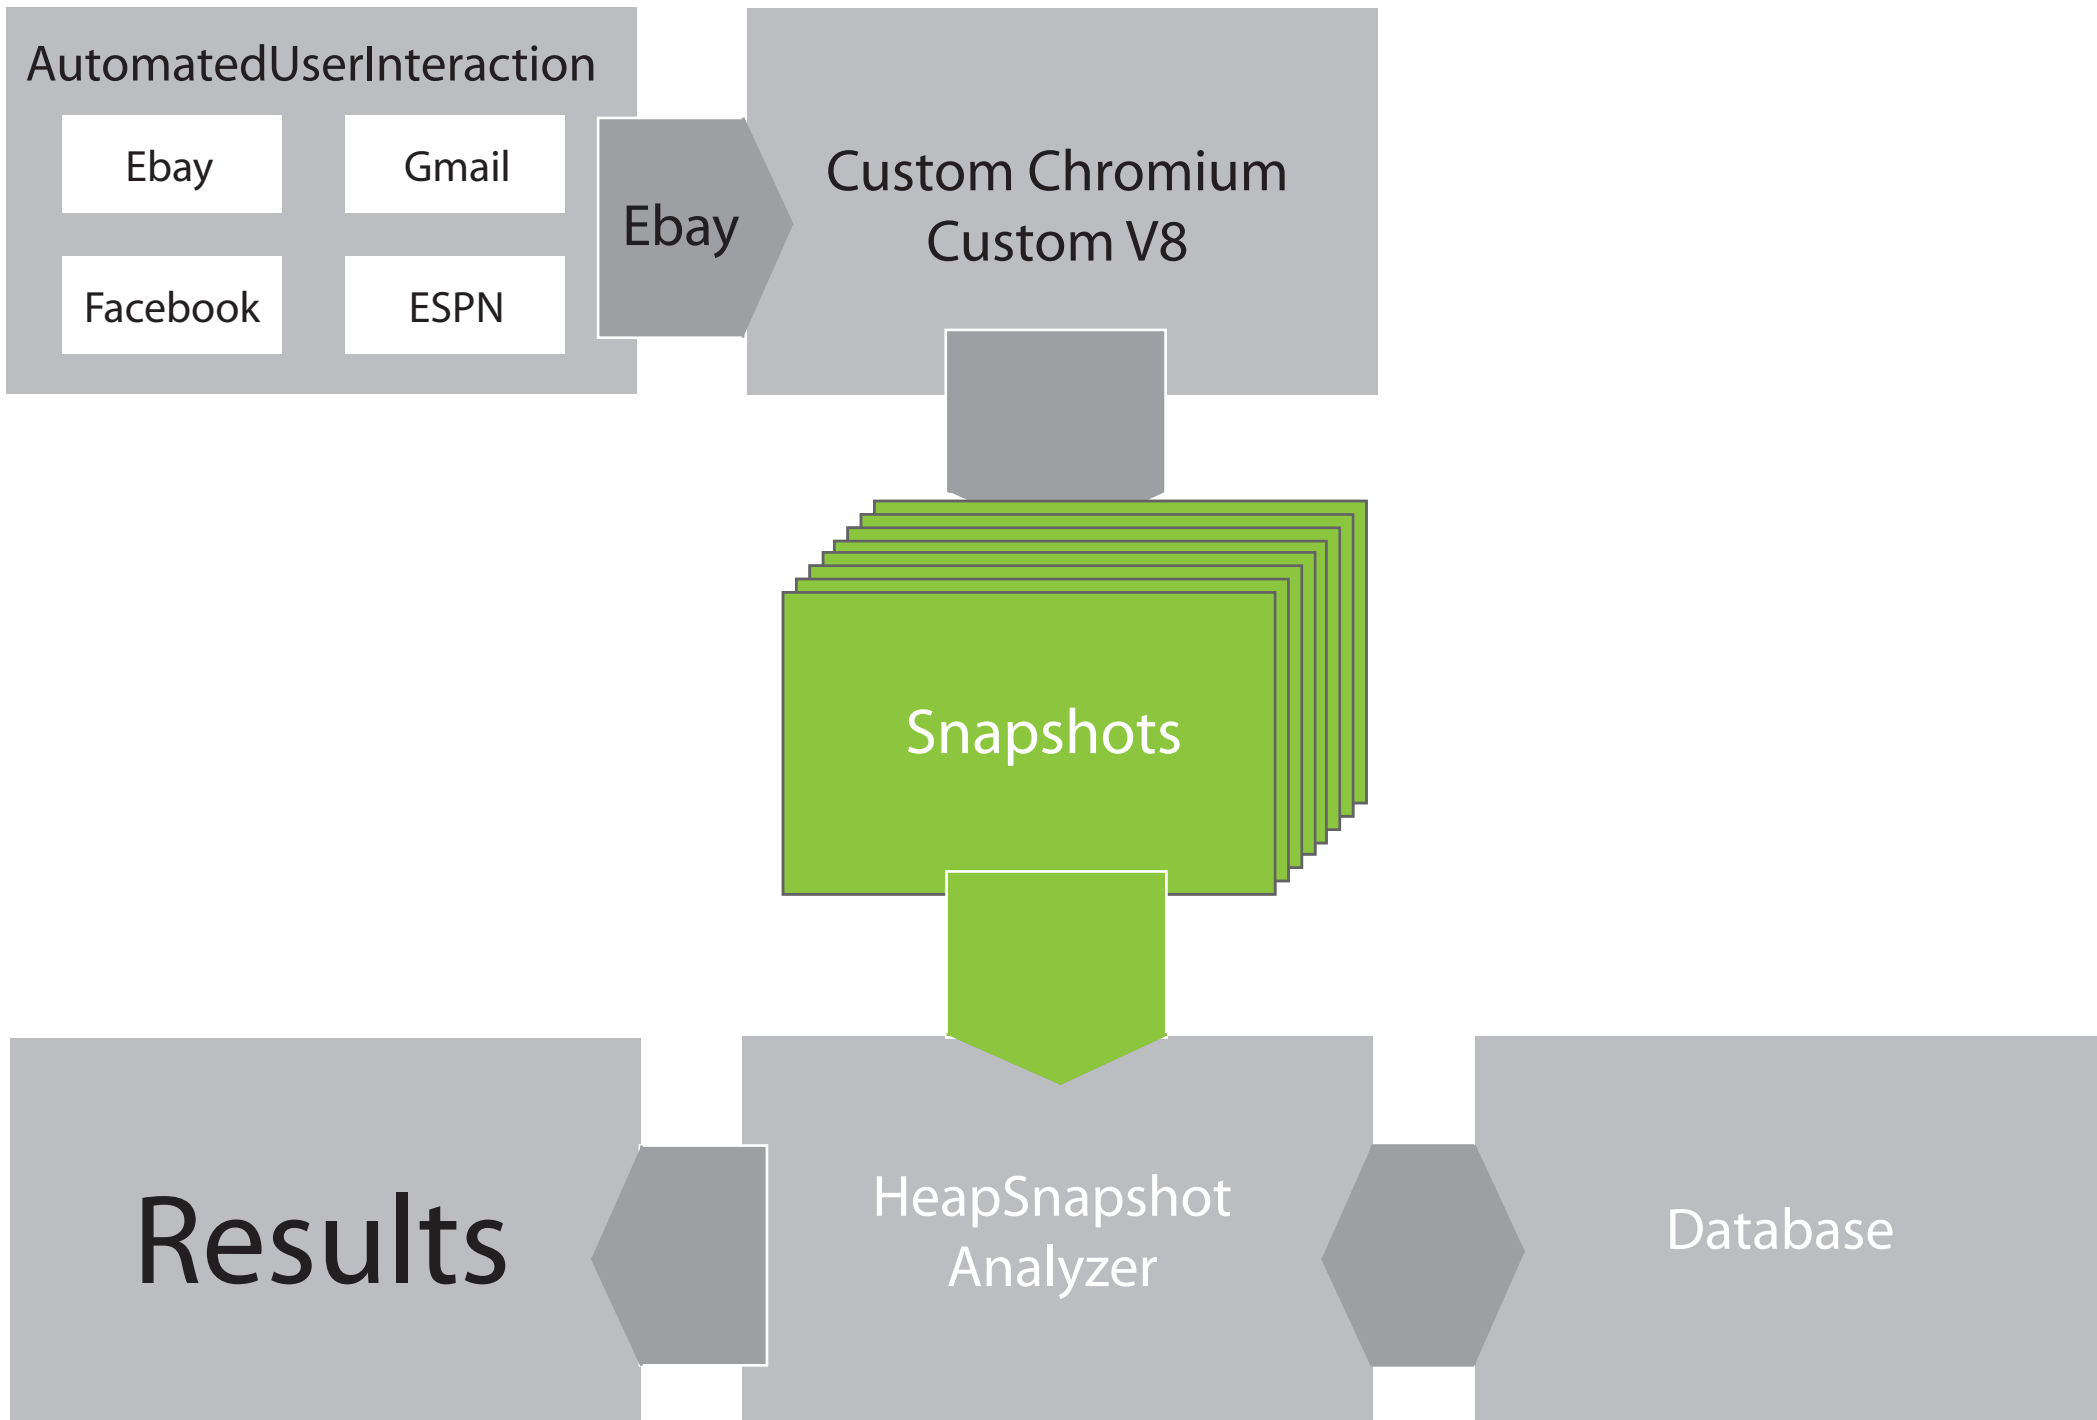 AutomatedUserInteraction
Ebay
Gmail
Facebook
ESPN
Ebay
Custom Chromium
Custom V8
Snapshots
Results
HeapSnapshot
Analyzer
Database